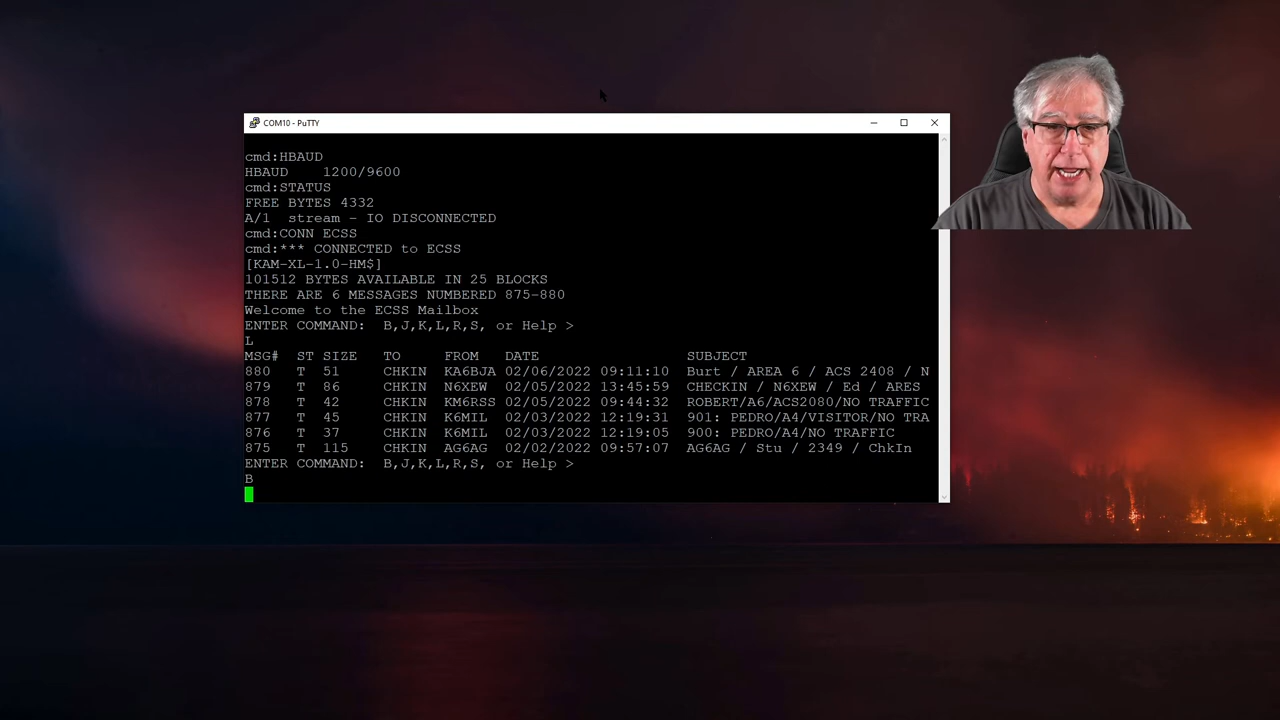 COM10 - PuTTY
cmd:HBAUD
HBAUD    1200/9600
cmd:STATUS
FREE BYTES 4332
A/1  stream - IO DISCONNECTED
cmd:CONN ECSS
cmd:*** CONNECTED to ECSS
[KAM-XL-1.0-HM$]
101512 BYTES AVAILABLE IN 25 BLOCKS
THERE ARE 6 MESSAGES NUMBERED 875-880
Welcome to the ECSS Mailbox
ENTER COMMAND:  B,J,K,L,R,S, or Help >
L
MSG#  ST SIZE   TO     FROM   DATE                 SUBJECT
880   T  51     CHKIN  KA6BJA 02/06/2022 09:11:10  Burt / AREA 6 / ACS 2408 / N
879   T  86     CHKIN  N6XEW  02/05/2022 13:45:59  CHECKIN / N6XEW / Ed / ARES
878   T  42     CHKIN  KM6RSS 02/05/2022 09:44:32  ROBERT/A6/ACS2080/NO TRAFFIC
877   T  45     CHKIN  K6MIL  02/03/2022 12:19:31  901: PEDRO/A4/VISITOR/NO TRA
876   T  37     CHKIN  K6MIL  02/03/2022 12:19:05  900: PEDRO/A4/NO TRAFFIC
875   T  115    CHKIN  AG6AG  02/02/2022 09:57:07  AG6AG / Stu / 2349 / ChkIn
ENTER COMMAND:  B,J,K,L,R,S, or Help >
B